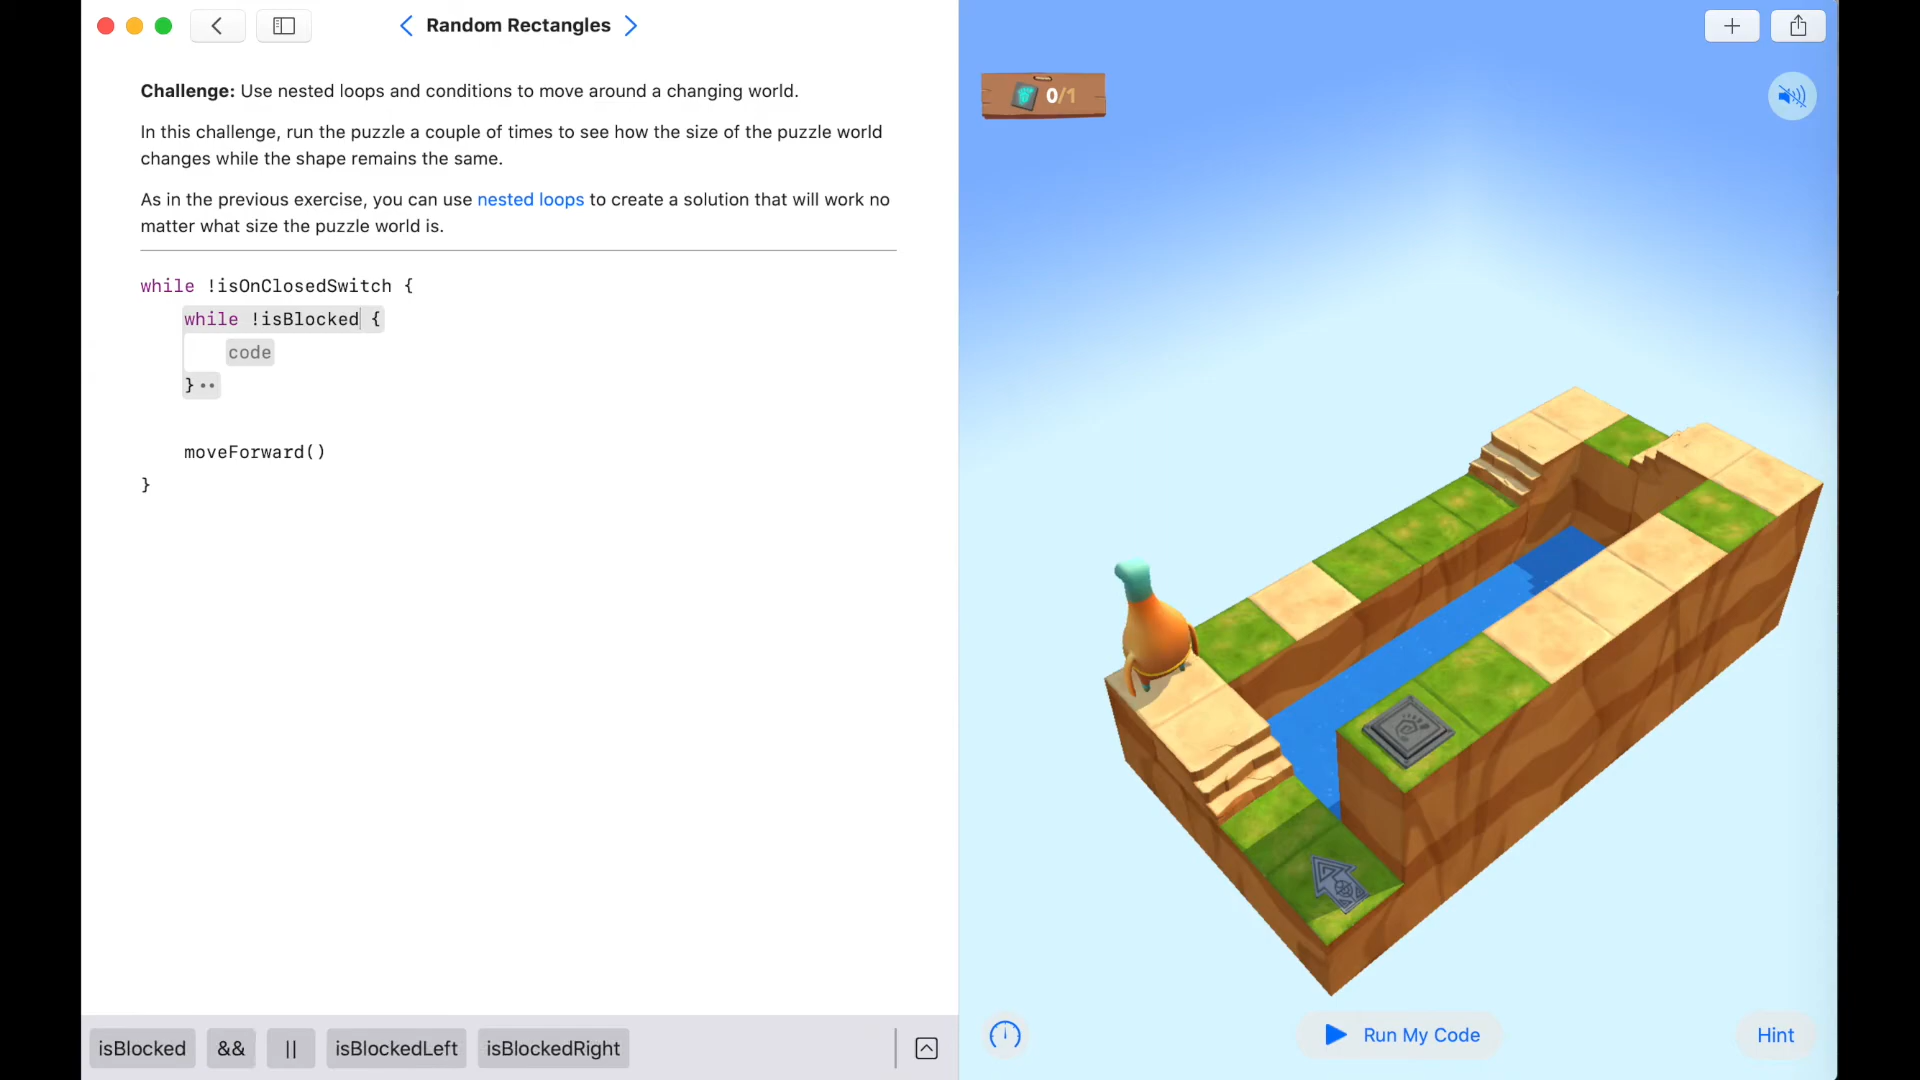 Random Rectangles
Challenge: Use nested loops and conditions to move around a changing world.
In this challenge, run the puzzle a couple of times to see how the size of the puzzle world
changes while the shape remains the same.
As in the previous exercise, you can use nested loops to create a solution that will work no
matter what size the puzzle world is.
while !isOnClosedSwitch {
while !isBlocked {
code
}
moveForward()
}
isBlocked && || isBlockedLeft isBlockedRight
0/1
Run My Code
Hint